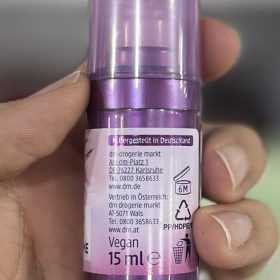 Hergestellt in Deutschland
dm-drogerie markt
Am dm-Platz 1
DE-76227 Karlsruhe
Tel. 0800 3658633
www.dm.de
Vertrieb in Österreich:
dm drogerie markt
AT-5071 Wals
Tel. 0800 3658633
www.dm.at
Vegan
15 ml e
6M
PP/HDPE/